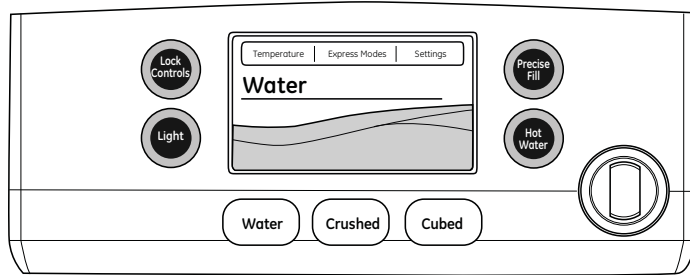 Temperature Express Modes Settings
Water
Lock
Controls
Light
Precise
Fill
Hot
Water
Water Crushed Cubed